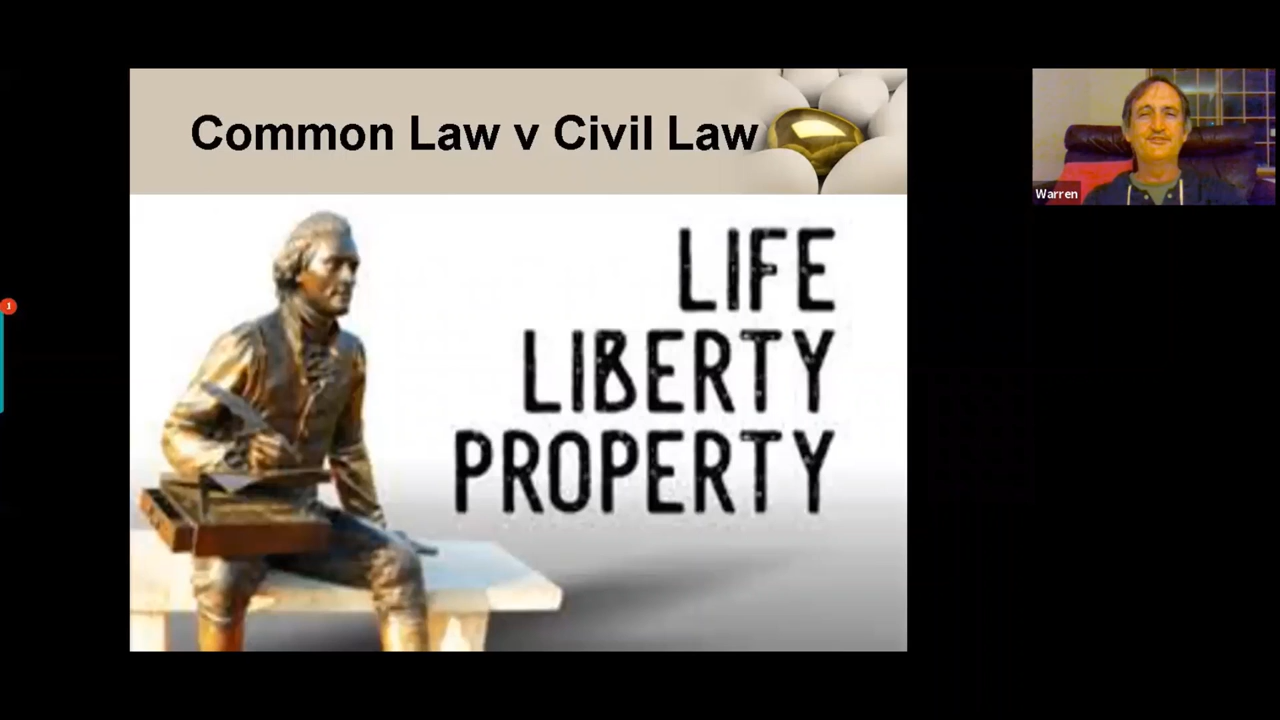 Common Law v Civil Law
LIFE
LIBERTY
PROPERTY
Warren
1